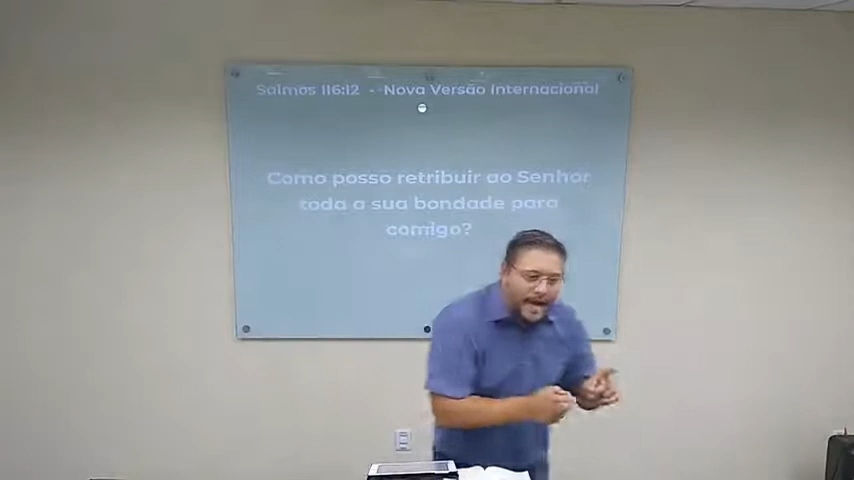 Salmos 116:12 - Nova Versão Internacional
Como posso retribuir ao Senhor
toda a sua bondade para
comigo?